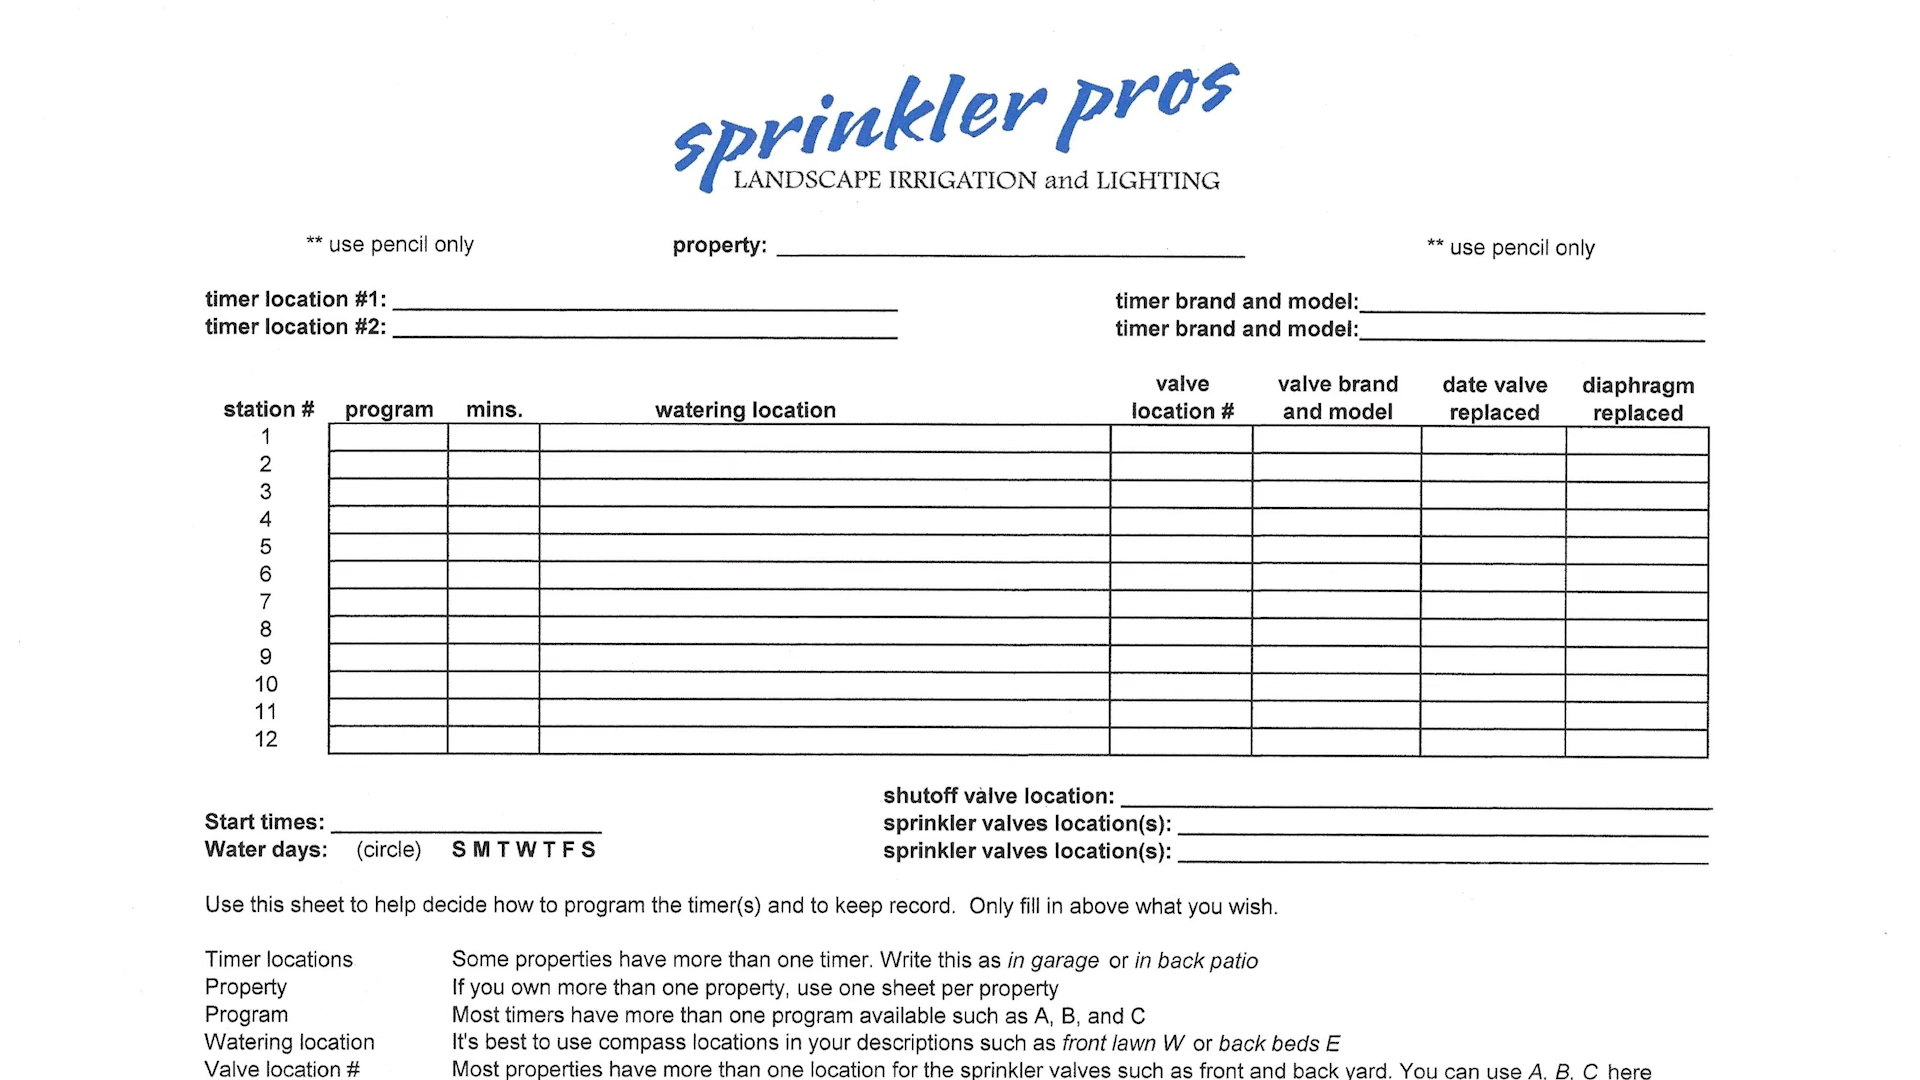 sprinkler pros
LANDSCAPE IRRIGATION and LIGHTING
** use pencil only property: ** use pencil only
timer location #1: timer brand and model:
timer location #2: timer brand and model:
station # program mins. watering location valve location # valve brand and model date valve replaced diaphragm replaced
1
2
3
4
5
6
7
8
9
10
11
12
shutoff valve location:
Start times: sprinkler valves location(s):
Water days: (circle) S M T W T F S sprinkler valves location(s):
Use this sheet to help decide how to program the timer(s) and to keep record. Only fill in above what you wish.
Timer locations Some properties have more than one timer. Write this as in garage or in back patio
Property If you own more than one property, use one sheet per property
Program Most timers have more than one program available such as A, B, and C
Watering location It's best to use compass locations in your descriptions such as front lawn W or back beds E
Valve location # Most properties have more than one location for the sprinkler valves such as front and back yard. You can use A, B, C here